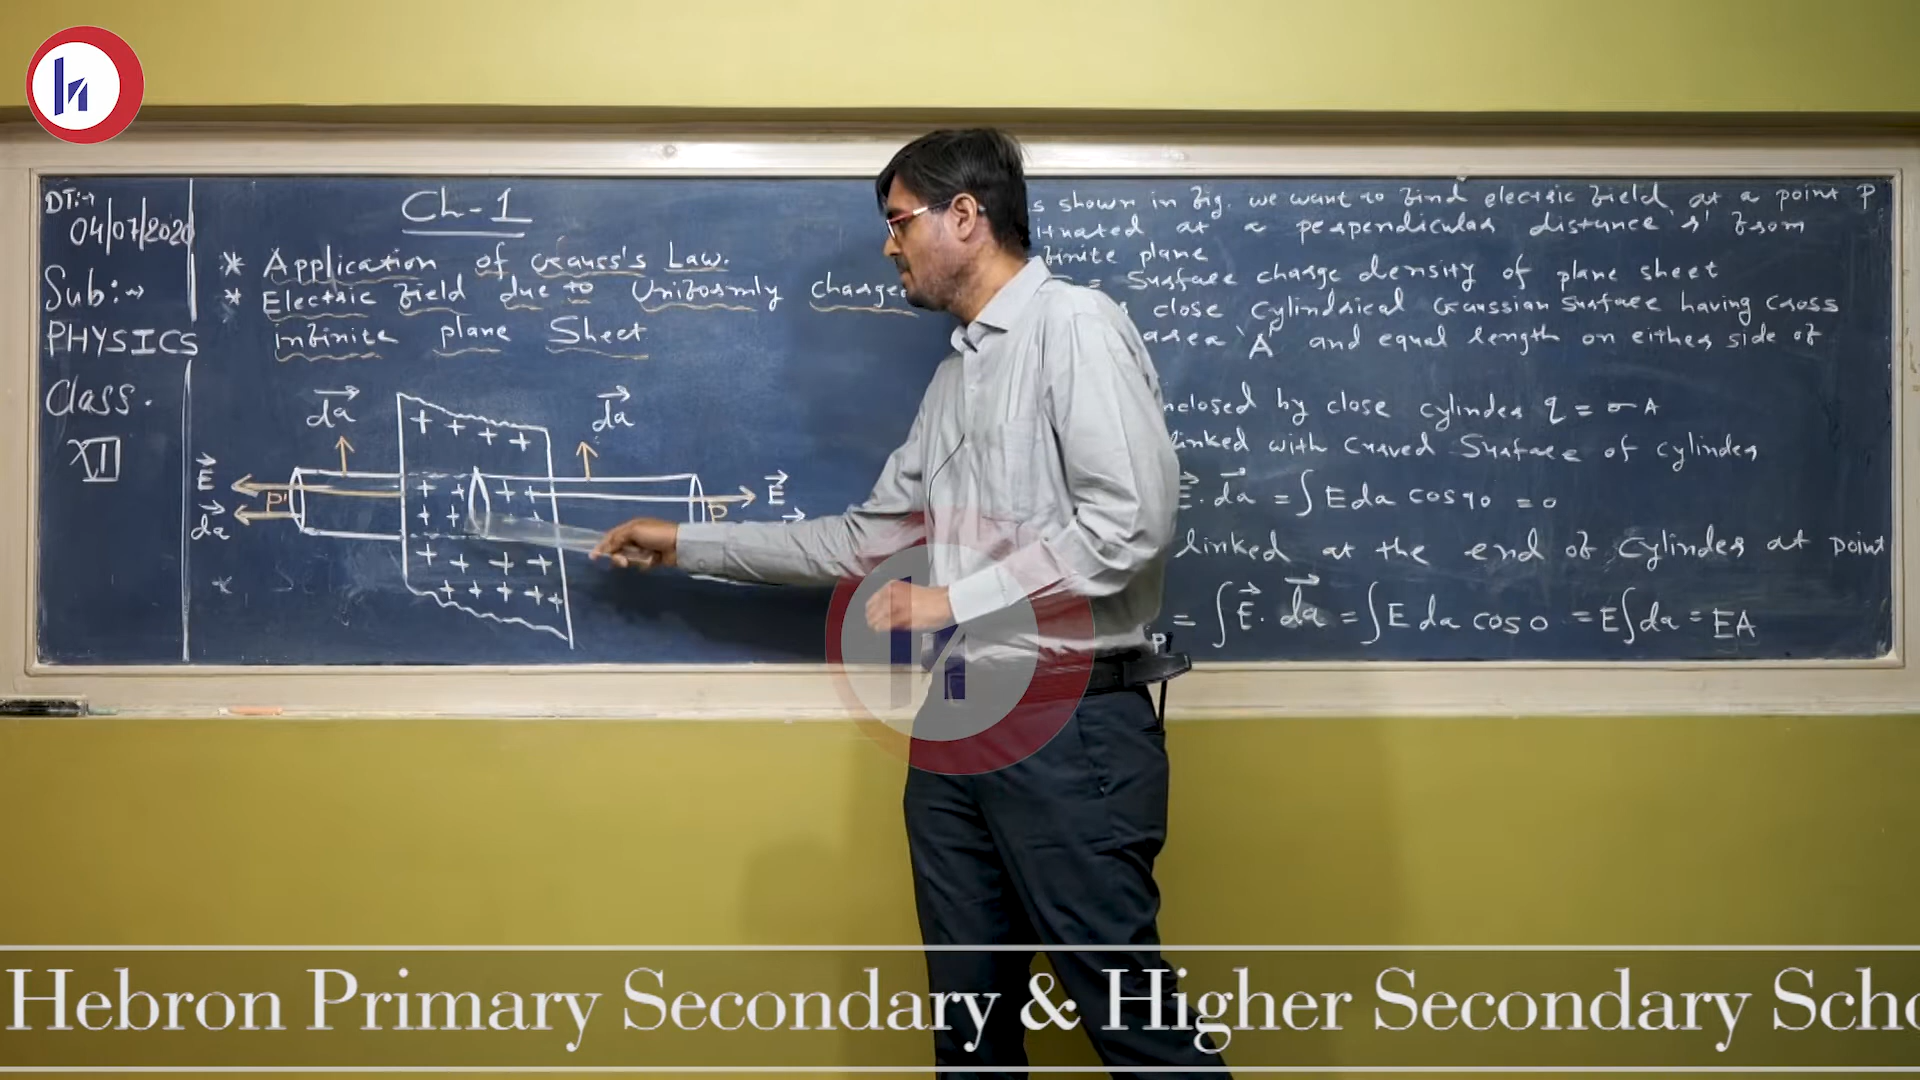 DT:→
04/07/2020
Sub:→
PHYSICS
Class.
XII
Ch-1
* Application of Gauss's Law.
* Electric field due to Uniformly charged
infinite plane Sheet
da
da
E
P'
da
E
P
+ + + +
+ + + +
+ + +
+ + + +
+ + + + +
s shown in fig. we want to find electric field at a point P
ituated at a perpendicular distance 'r' from
finite plane
= Surface charge density of plane sheet
close cylindrical Gaussian surface having cross
area 'A' and equal length on either side of
nclosed by close cylinder q = σA
linked with curved Surface of cylinder
E. da = ∫ E da cos 90 = 0
linked at the end of cylinder at point
P = ∫ E. da = ∫ E da cos 0 = E∫da = EA
Hebron Primary Secondary & Higher Secondary Scho